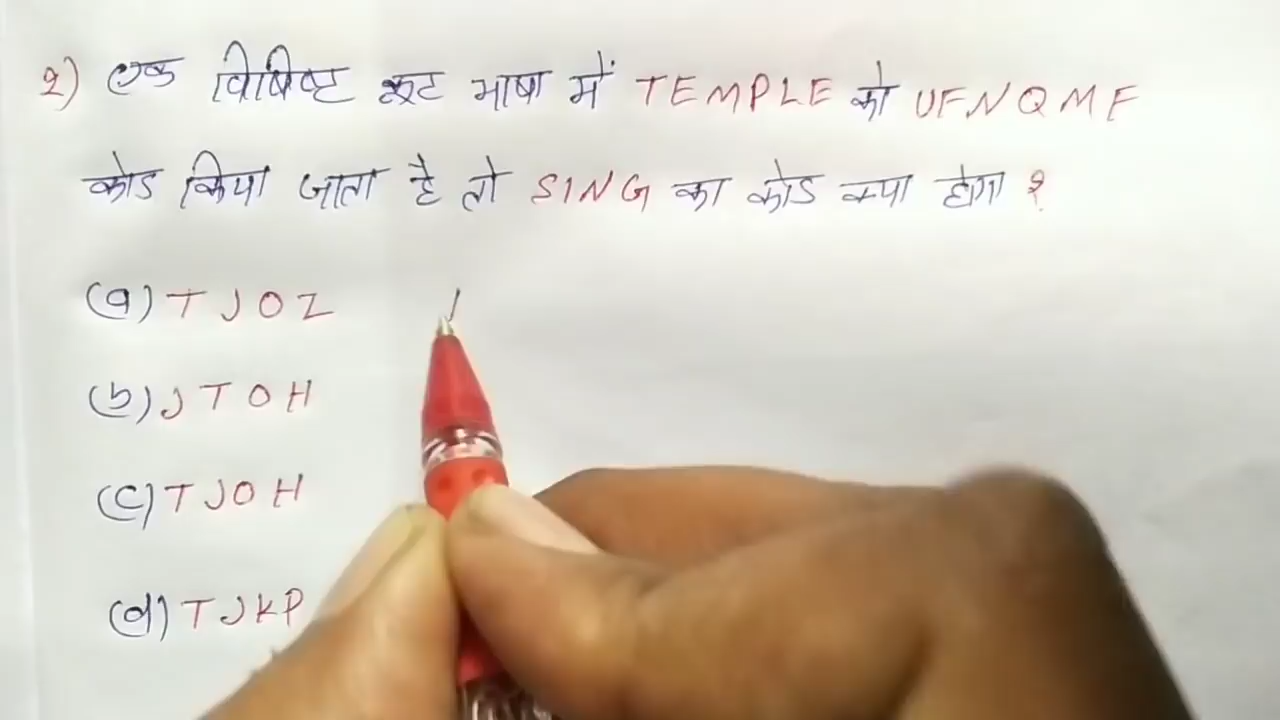 2) एक विशिष्ट कूट भाषा में TEMPLE को UFNQMF
कोड किया जाता है तो SING का कोड क्या होगा ?
(a) TJOZ
(b) JTOH
(c) TJOH
(d) TJKP